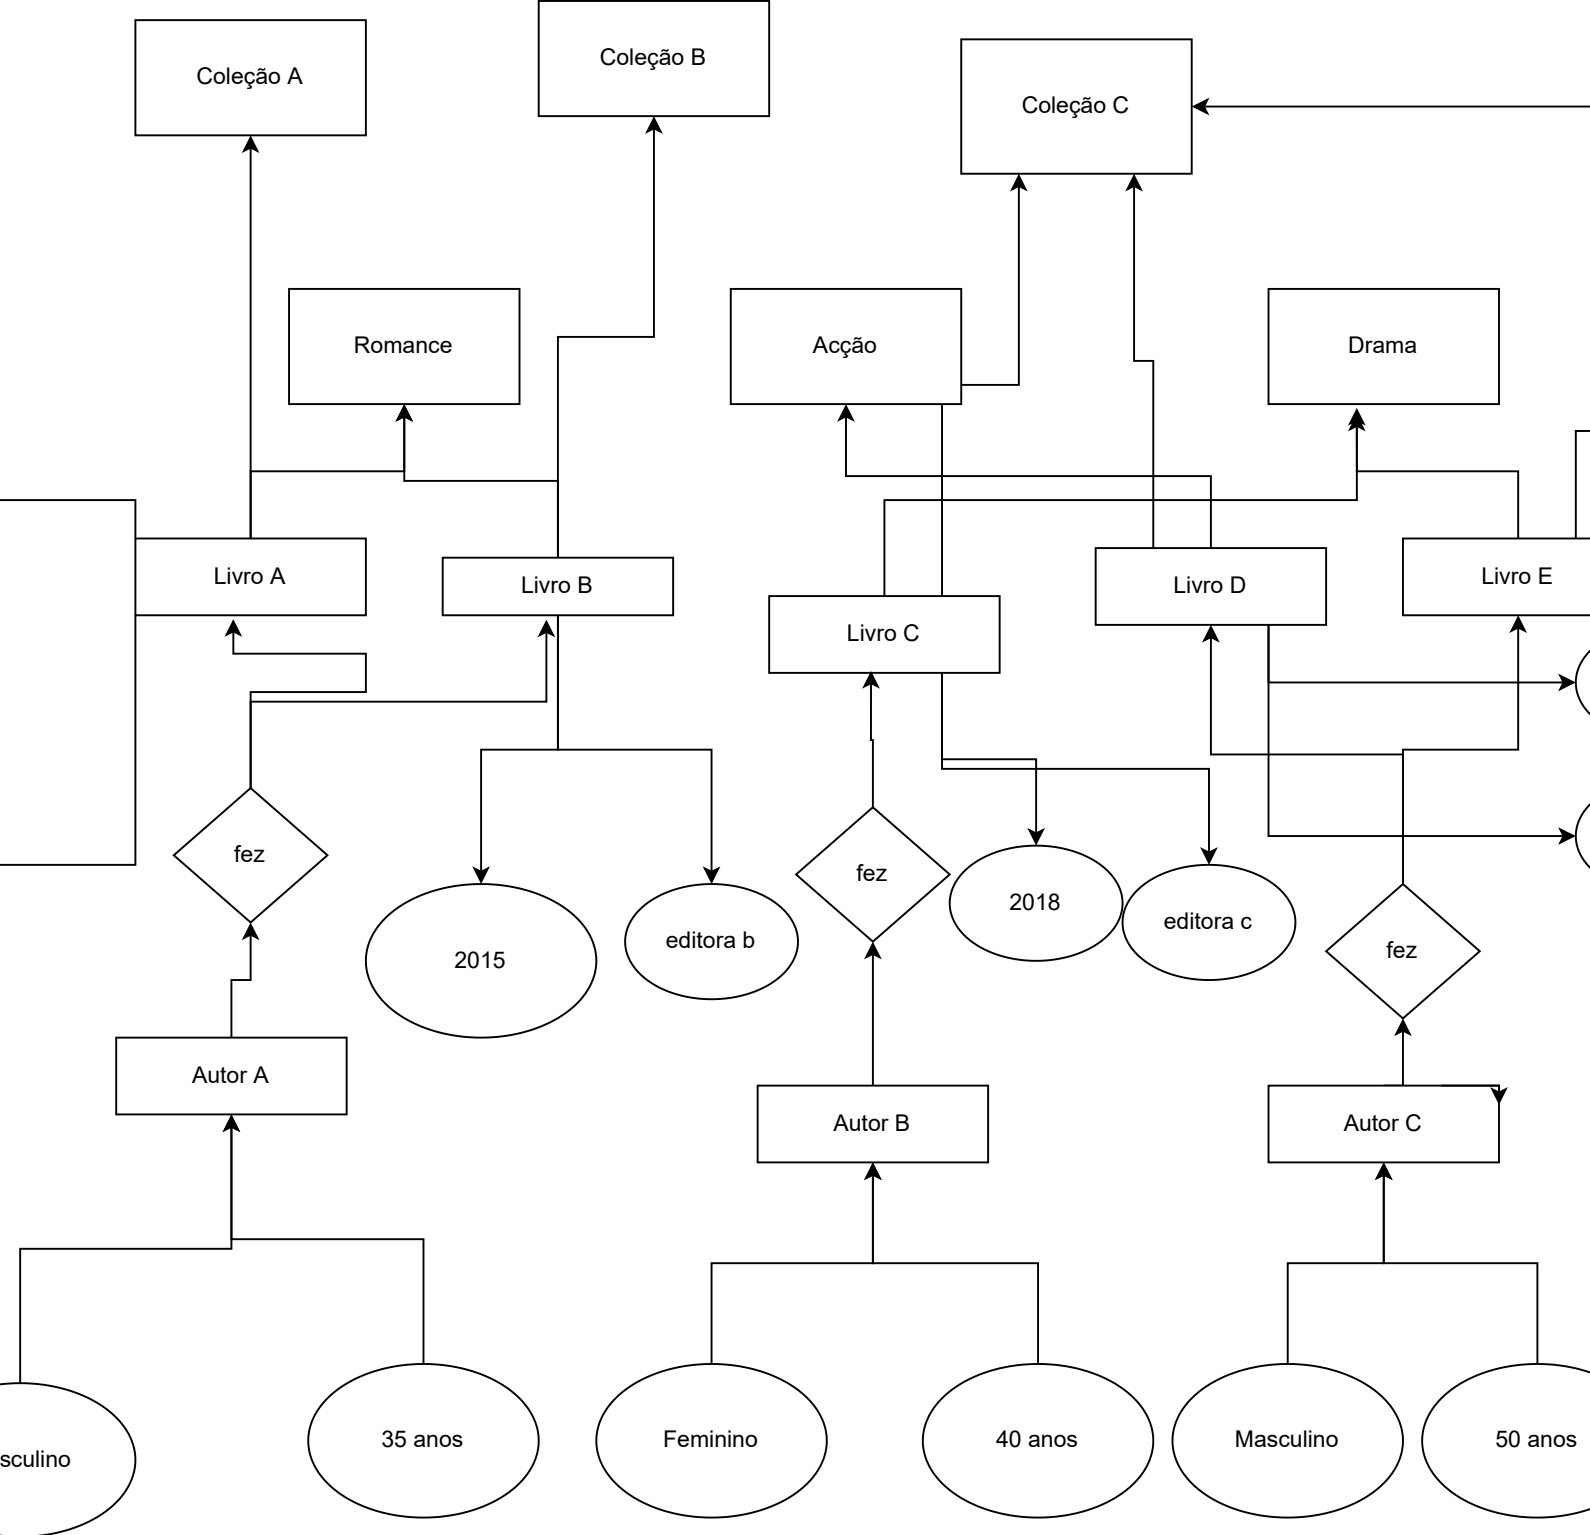 Coleção A
Coleção B
Coleção C
Romance
Acção
Drama
Livro A
Livro B
Livro C
Livro D
Livro E
fez
fez
fez
2015
editora b
2018
editora c
Autor A
Autor B
Autor C
sculino
35 anos
Feminino
40 anos
Masculino
50 anos